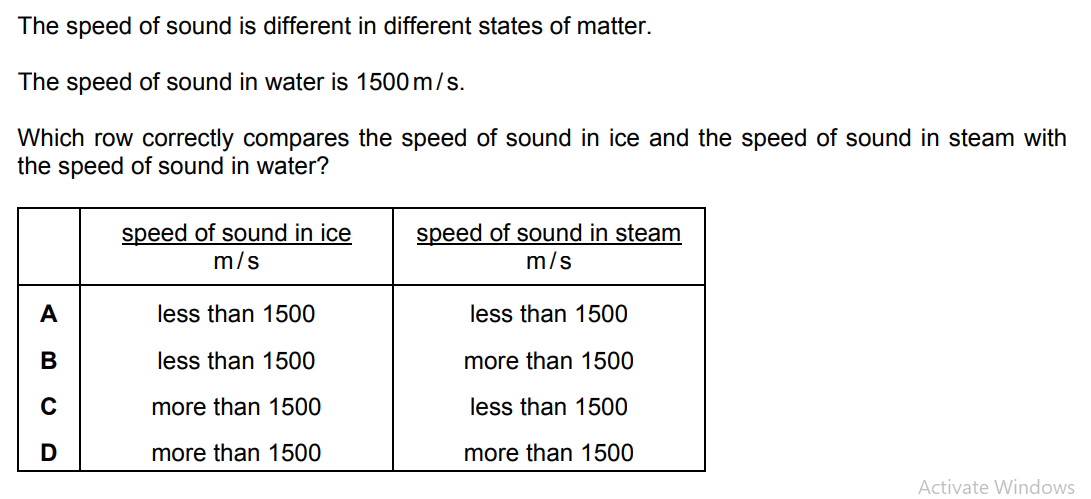 The speed of sound is different in different states of matter.
The speed of sound in water is 1500 m / s.
Which row correctly compares the speed of sound in ice and the speed of sound in steam with
the speed of sound in water?
speed of sound in ice speed of sound in steam
m / s m / s
A less than 1500 less than 1500
B less than 1500 more than 1500
C more than 1500 less than 1500
D more than 1500 more than 1500
Activate Windows